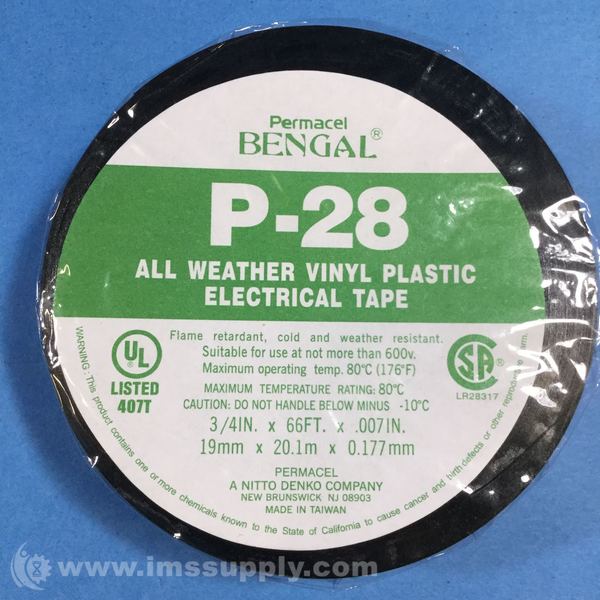 Permacel
BENGAL®
P-28
ALL WEATHER VINYL PLASTIC
ELECTRICAL TAPE
Flame retardant, cold and weather resistant.
Suitable for use at not more than 600v.
Maximum operating temp. 80°C (176°F)
UL
LISTED
407T
SA®
LR28317
MAXIMUM TEMPERATURE RATING: 80°C
CAUTION: DO NOT HANDLE BELOW MINUS -10°C
3/4IN. x 66FT. x .007IN.
19mm x 20.1m x 0.177mm
PERMACEL
A NITTO DENKO COMPANY
NEW BRUNSWICK NJ 08903
MADE IN TAIWAN
WARNING: This product contains one or more chemicals known to the State of California to cause cancer and birth defects or other reproductive harm.
© www.imssupply.com/